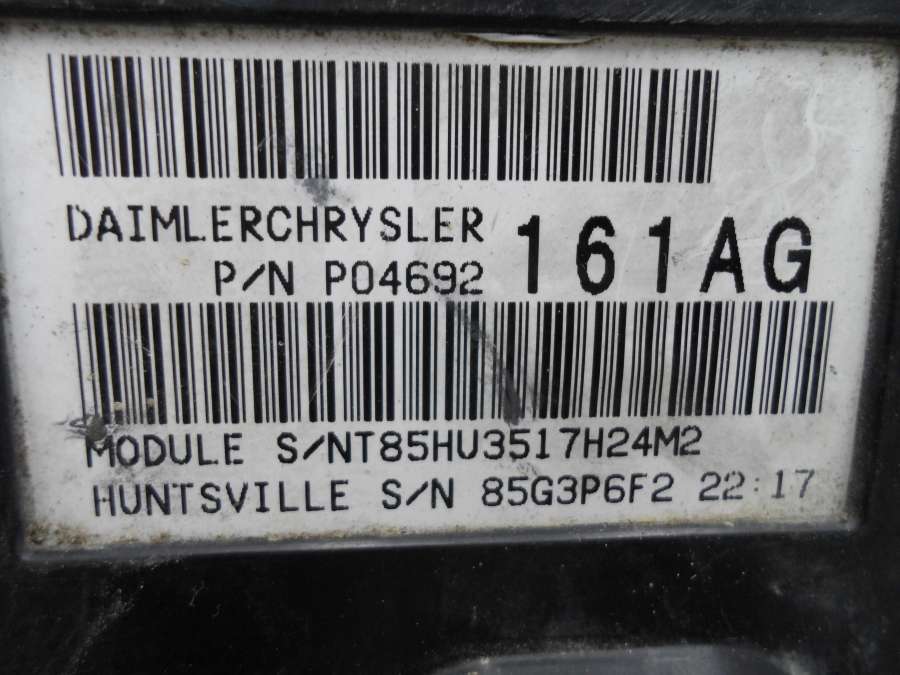 DAIMLERCHRYSLER 161AG
P/N P04692
MODULE S/NT85HU3517H24M2
HUNTSVILLE S/N 85G3P6F2 22:17